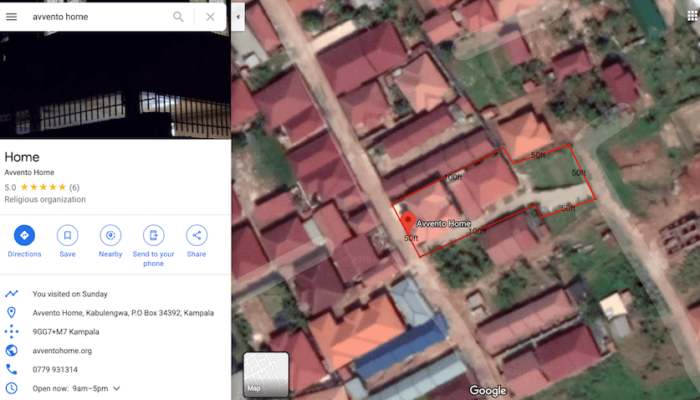 avvento home
Home
Avvento Home
5.0 ★★★★★ (6)
Religious organization
Directions
Save
Nearby
Send to your
phone
Share
You visited on Sunday
Avvento Home, Kabulengwa, P.O Box 34392, Kampala
9GG7+M7 Kampala
avventohome.org
0779 931314
Open now: 9am–5pm
50ft
50ft
100ft
50ft
Avvento Home
50ft
100ft
Map
Google